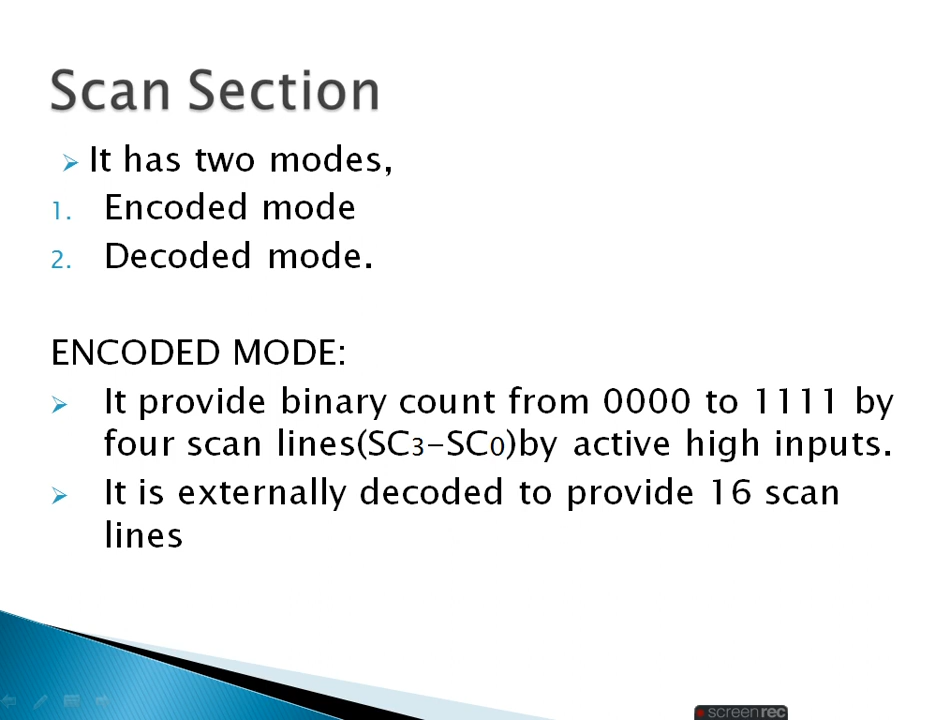 Scan Section
It has two modes,
1. Encoded mode
2. Decoded mode.
ENCODED MODE:
It provide binary count from 0000 to 1111 by
four scan lines(SC3-SC0)by active high inputs.
It is externally decoded to provide 16 scan
lines
screenrec